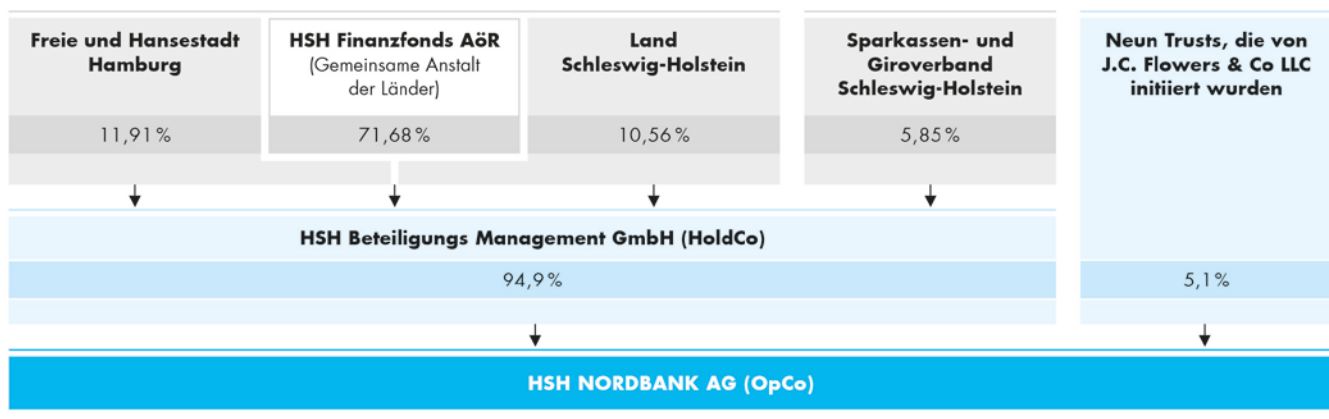 Freie und Hansestadt
Hamburg
11,91 %
HSH Finanzfonds AöR
(Gemeinsame Anstalt
der Länder)
71,68 %
Land
Schleswig-Holstein
10,56 %
Sparkassen- und
Giroverband
Schleswig-Holstein
5,85 %
Neun Trusts, die von
J.C. Flowers & Co LLC
initiiert wurden
HSH Beteiligungs Management GmbH (HoldCo)
94,9 %
5,1 %
HSH NORDBANK AG (OpCo)